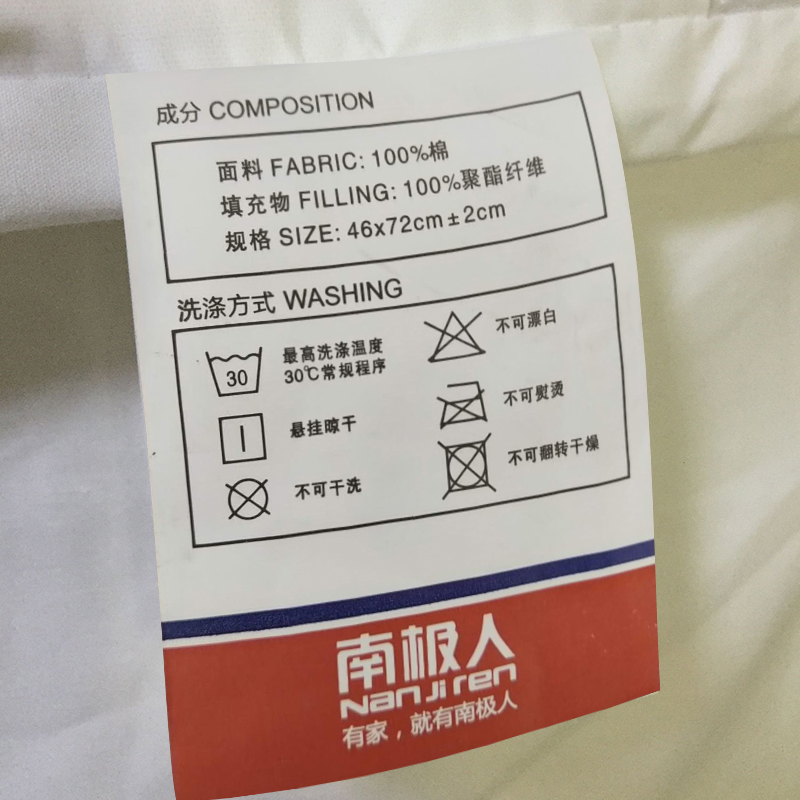 成分 COMPOSITION
面料 FABRIC: 100%棉
填充物 FILLING: 100%聚酯纤维
规格 SIZE: 46x72cm±2cm
洗涤方式 WASHING
30
最高洗涤温度
30℃常规程序
不可漂白
悬挂晾干
不可熨烫
不可干洗
不可翻转干燥
南极人
NanJiren
有家，就有南极人